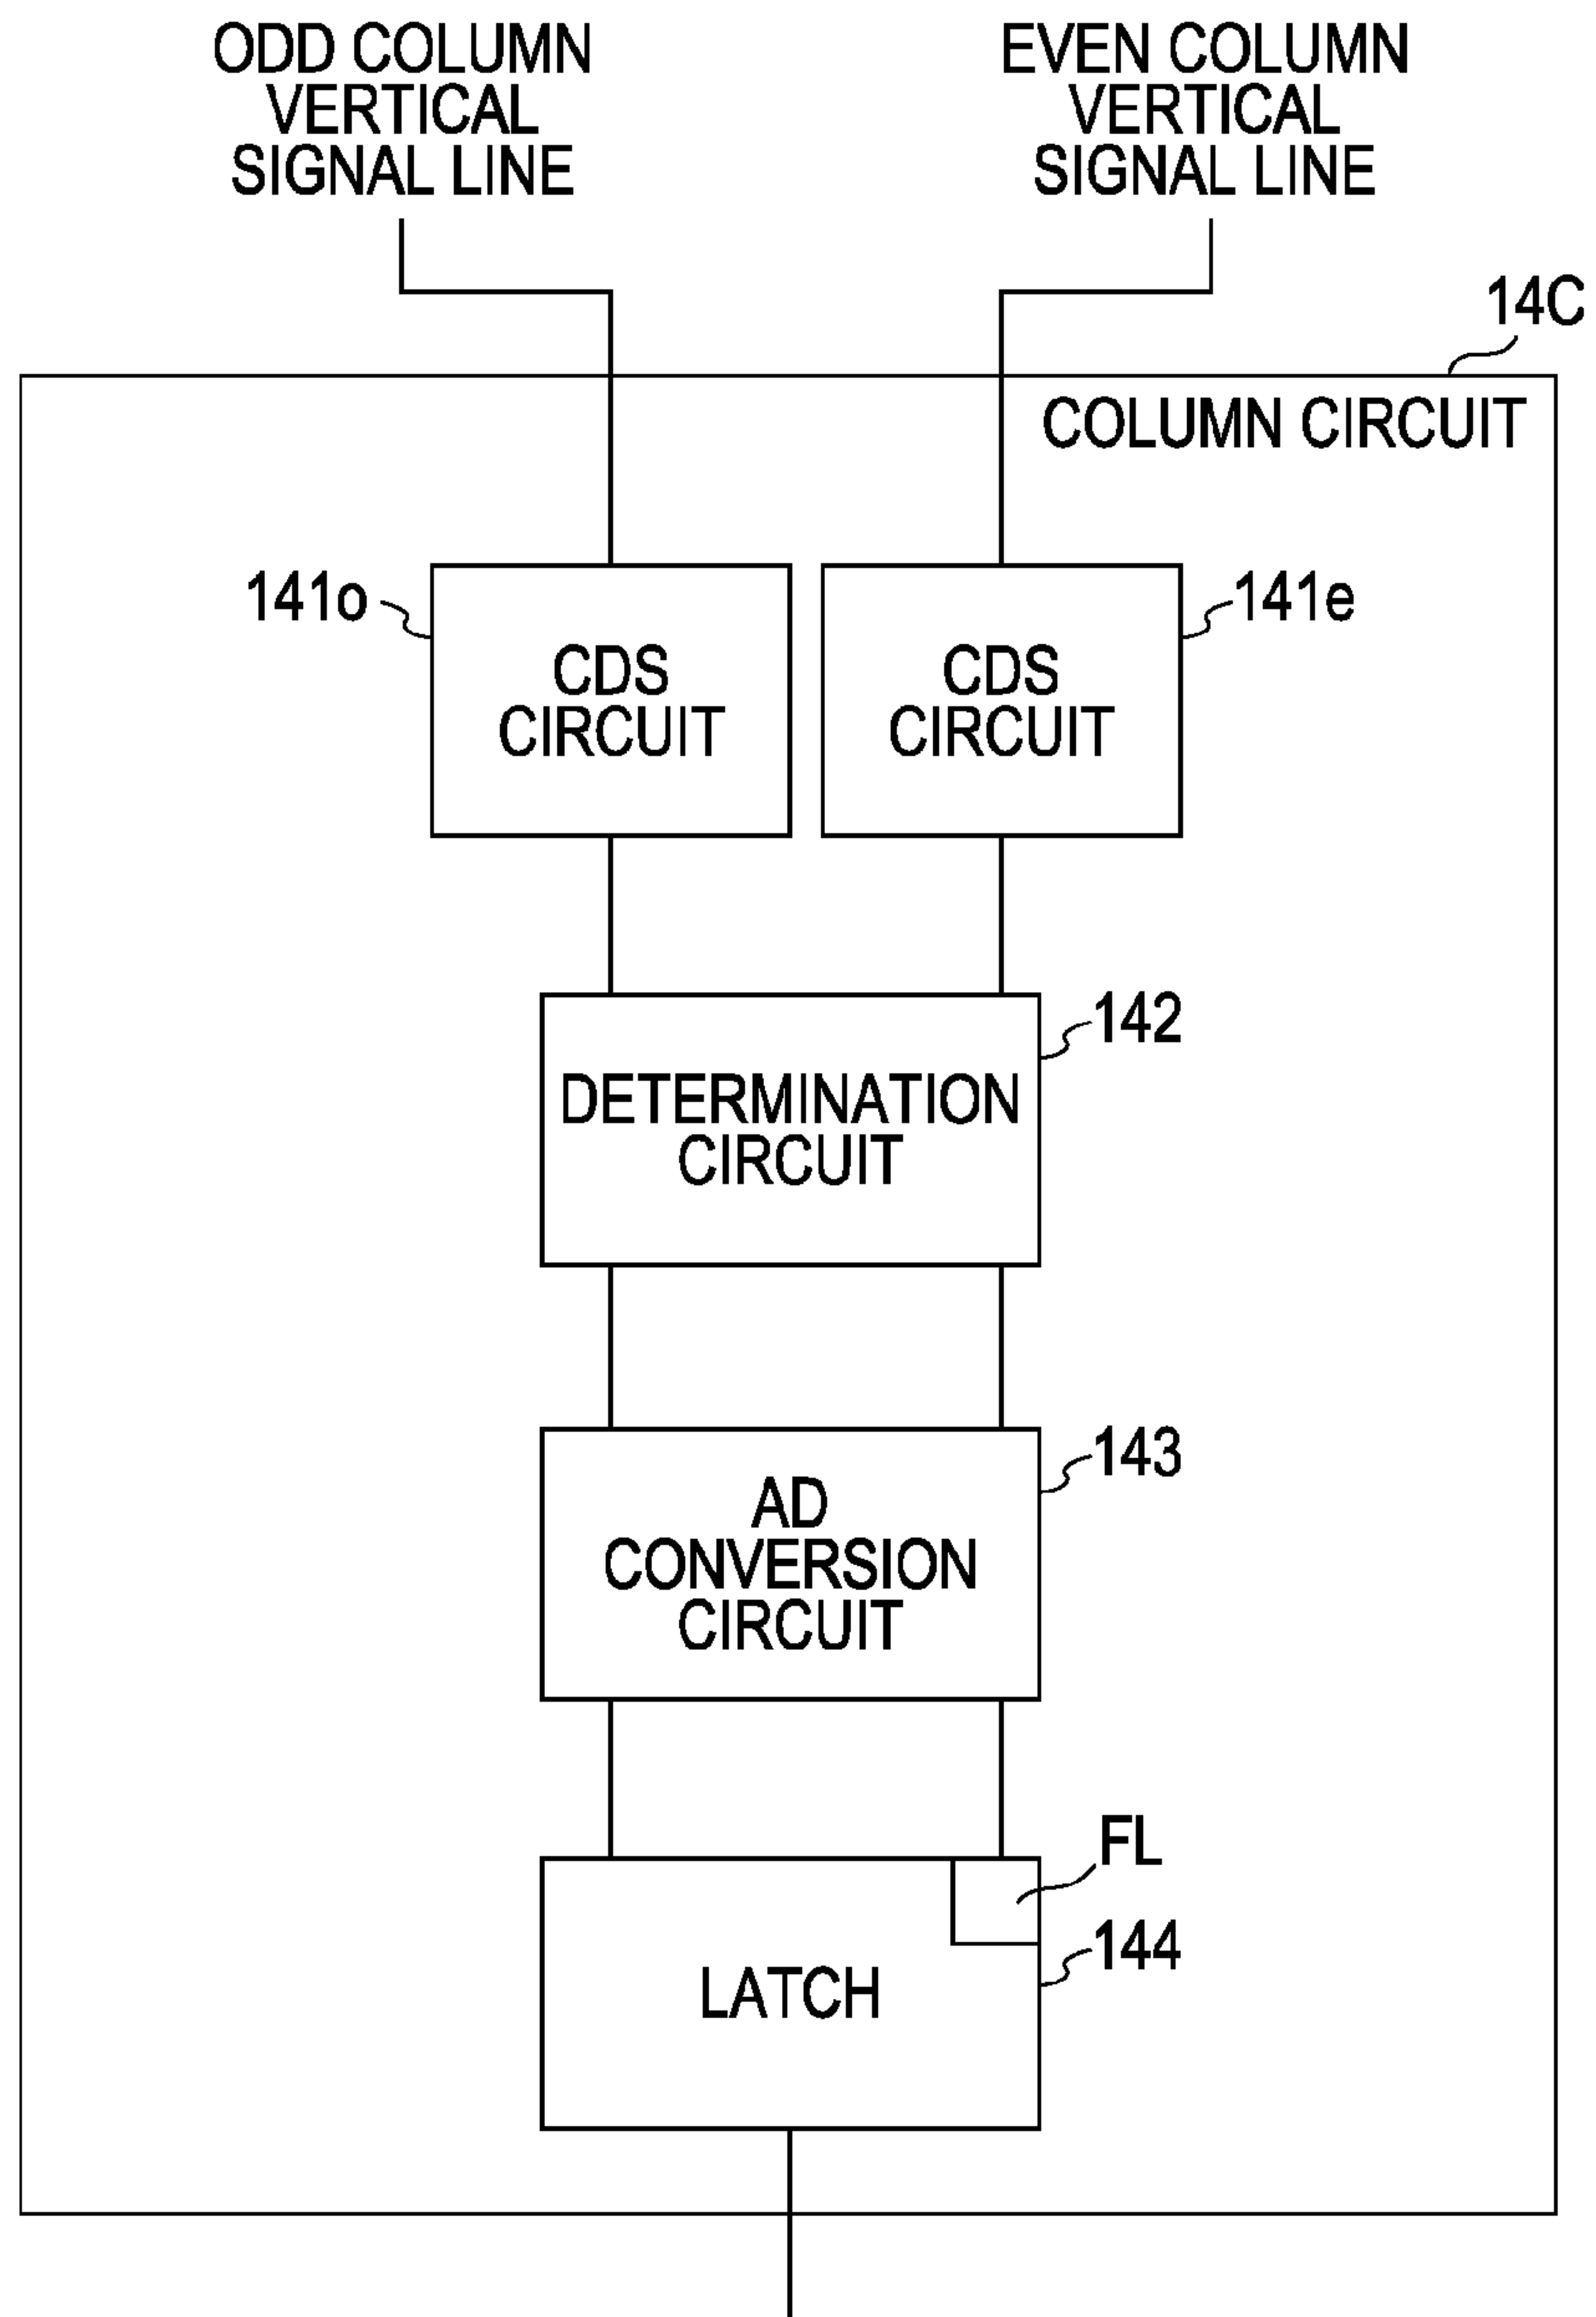 ODD COLUMN
VERTICAL
SIGNAL LINE
EVEN COLUMN
VERTICAL
SIGNAL LINE
14C
COLUMN CIRCUIT
141o
CDS
CIRCUIT
CDS
CIRCUIT
141e
142
DETERMINATION
CIRCUIT
143
AD
CONVERSION
CIRCUIT
FL
144
LATCH